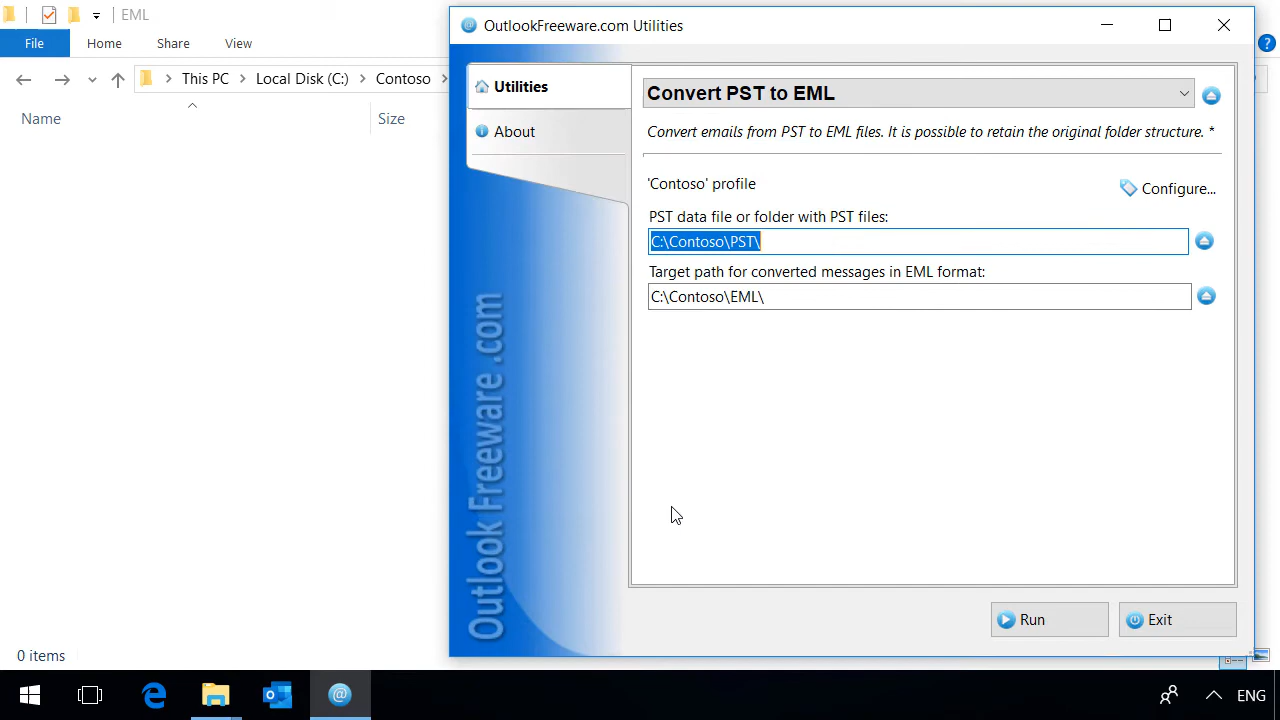 EML
File
Home
Share
View
This PC
Local Disk (C:)
Contoso
Name
Size
0 items
OutlookFreeware.com Utilities
Utilities
About
Outlook Freeware .com
Convert PST to EML
Convert emails from PST to EML files. It is possible to retain the original folder structure. *
'Contoso' profile
Configure...
PST data file or folder with PST files:
C:\Contoso\PST\
Target path for converted messages in EML format:
C:\Contoso\EML\
Run
Exit
ENG